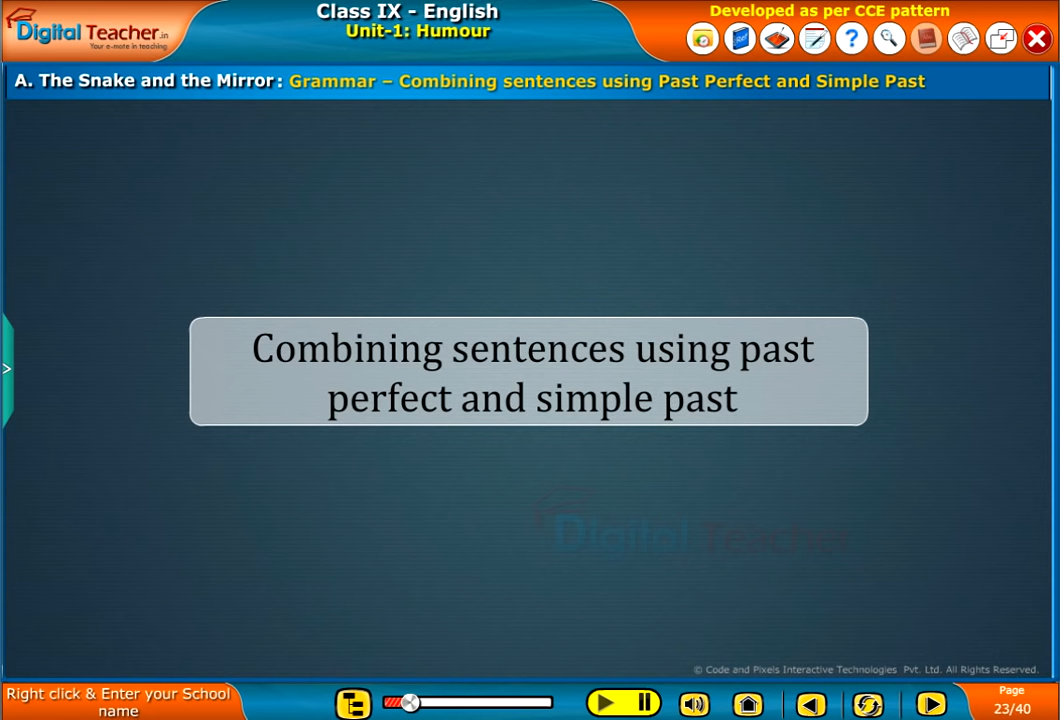 Digital Teacher.in
Your e-mate in teaching.
Class IX - English
Unit-1: Humour
Developed as per CCE pattern
A. The Snake and the Mirror: Grammar – Combining sentences using Past Perfect and Simple Past
Combining sentences using past
perfect and simple past
Digital Teacher
© Code and Pixels Interactive Technologies Pvt. Ltd. All Rights Reserved.
Right click & Enter your School
name
Page
23/40